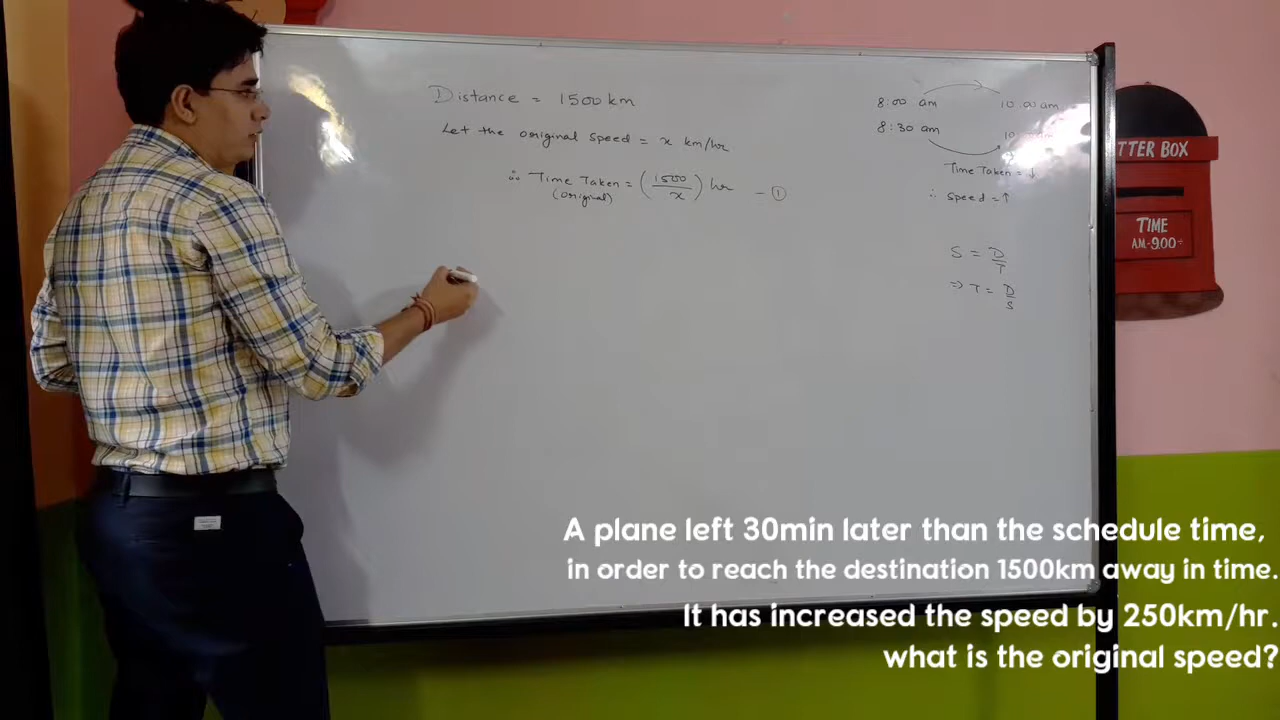 Distance = 1500 km
Let the original speed = x km/hr
∴ Time Taken = (1500/x) hr — ①
(original)
8:00 am 10:00 am
8:30 am 10
Time Taken = ↓
∴ speed = ↑
S = D/T
⇒ T = D/S
TTER BOX
TIME
AM-9:00-
A plane left 30min later than the schedule time,
in order to reach the destination 1500km away in time.
It has increased the speed by 250km/hr.
what is the original speed?